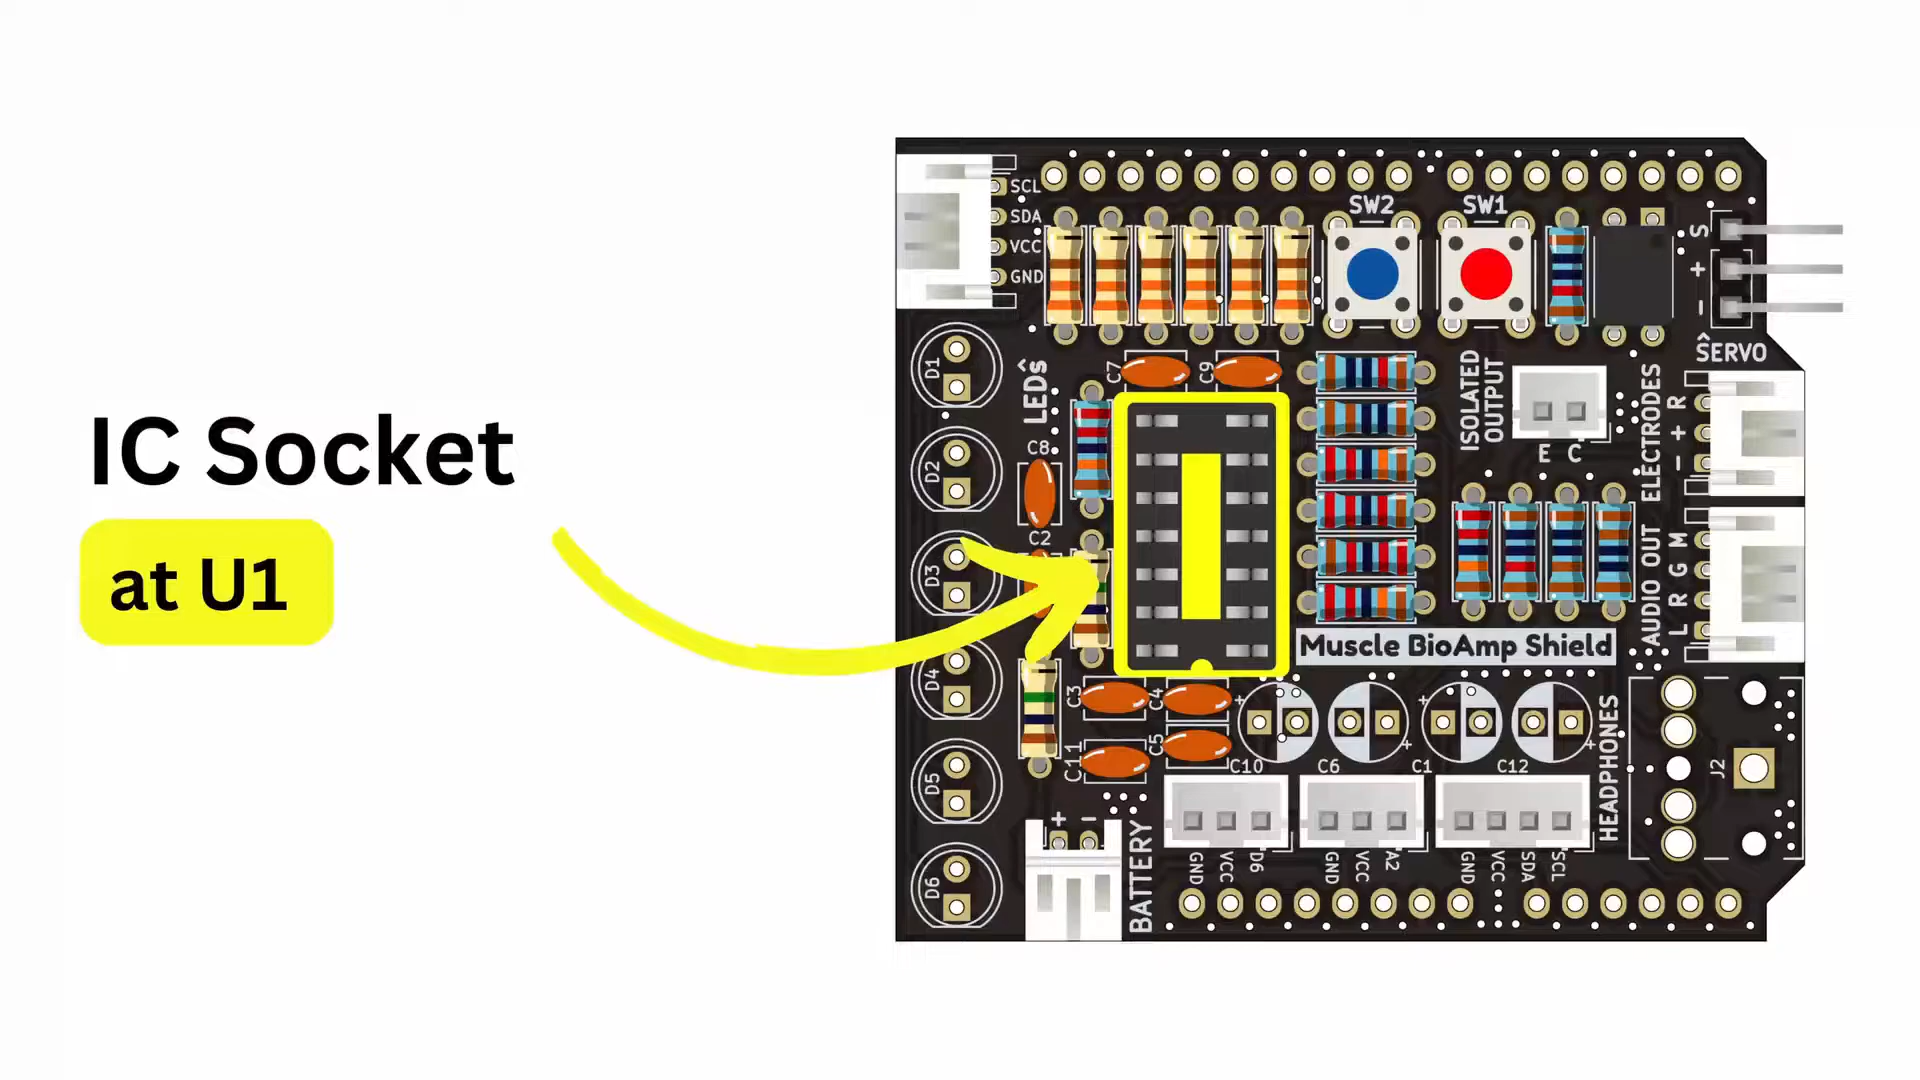 IC Socket
at U1
SCL
SDA
VCC
GND
SW2
SW1
S
+
-
SERVO
D1
D2
D3
D4
D5
D6
LEDs
C7
C9
C8
C2
C3
C4
C5
C11
ISOLATED
OUTPUT
E C
ELECTRODES
- + R
AUDIO OUT
L R G M
Muscle BioAmp Shield
+
+
+
+
C10
C6
C1
C12
HEADPHONES
J2
+ -
BATTERY
GND
VCC
D6
GND
VCC
A2
GND
VCC
SDA
SCL